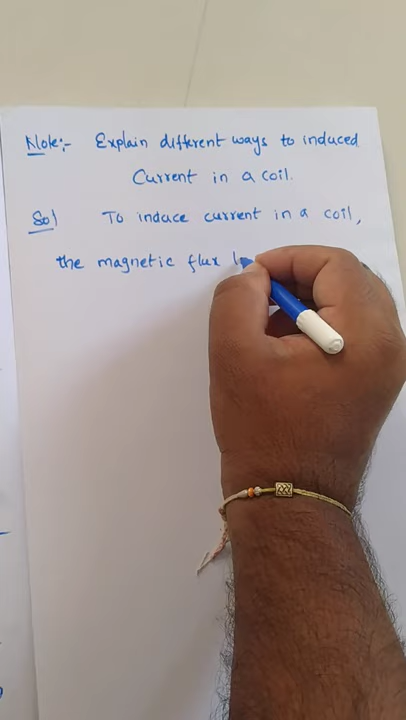 Note:- Explain different ways to induced
Current in a coil.
Sol To induce current in a coil,
the magnetic flux